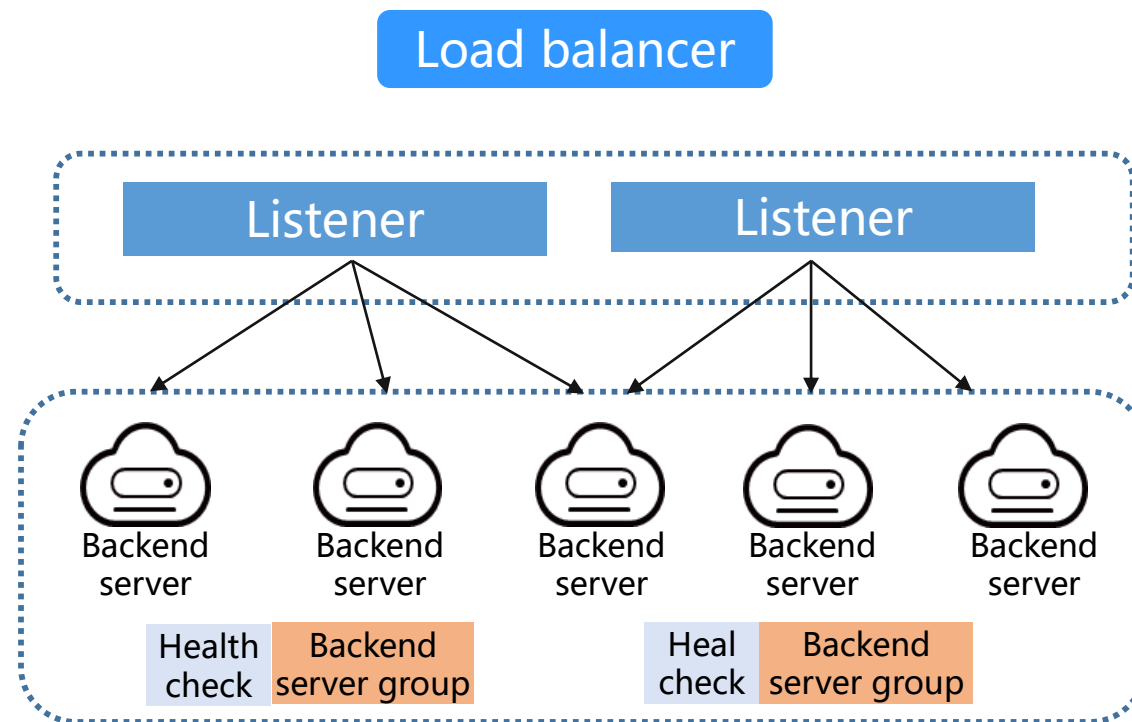 Load balancer
Listener
Listener
Backend
server
Backend
server
Backend
server
Backend
server
Backend
server
Health
check
Backend
server group
Heal
check
Backend
server group